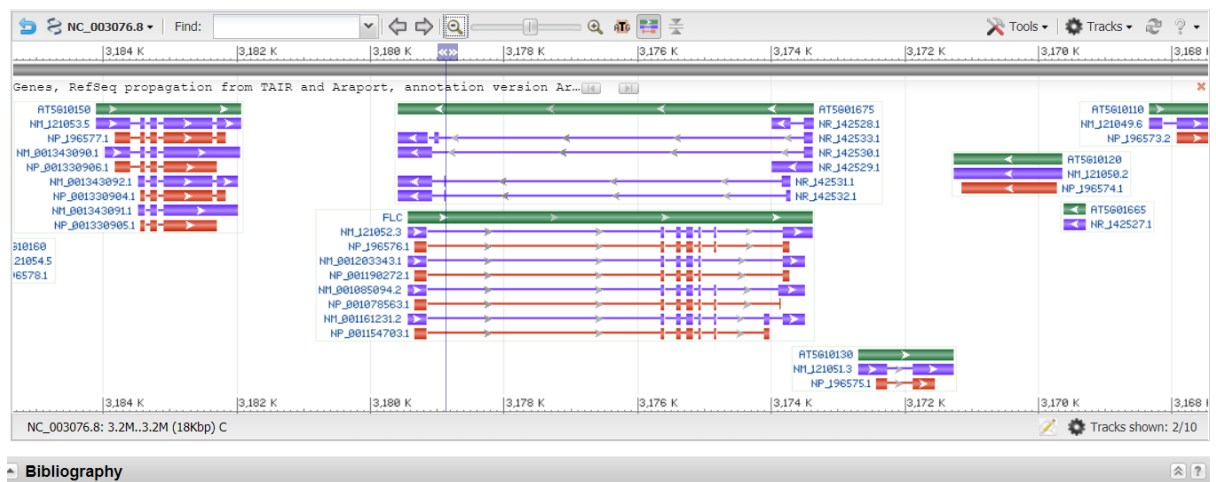 NC_003076.8 Find: Tools Tracks ?
3,184 K 3,182 K 3,180 K 3,178 K 3,176 K 3,174 K 3,172 K 3,170 K 3,168
Genes, RefSeq propagation from TAIR and Araport, annotation version Ar…
AT5G10150 AT5G01675 AT5G10110
NM_121053.5 NR_142528.1 NM_121049.6
NP_196577.1 NR_142533.1 NP_196573.2
NM_001343090.1 NR_142530.1 AT5G10120
NP_001330906.1 NR_142529.1 NM_121050.2
NM_001343092.1 NR_142531.1 NP_196574.1
NP_001330904.1 NR_142532.1
NM_001343091.1 AT5G01665
NP_001330905.1 FLC NR_142527.1
NM_121052.3
G10160 NP_196576.1
21054.5 NM_001203343.1
96578.1 NP_001190272.1
NM_001085094.2
NP_001078563.1
NM_001161231.2
NP_001154703.1
AT5G10130
NM_121051.3
NP_196575.1
3,184 K 3,182 K 3,180 K 3,178 K 3,176 K 3,174 K 3,172 K 3,170 K 3,168
NC_003076.8: 3.2M..3.2M (18Kbp) C Tracks shown: 2/10
Bibliography ?